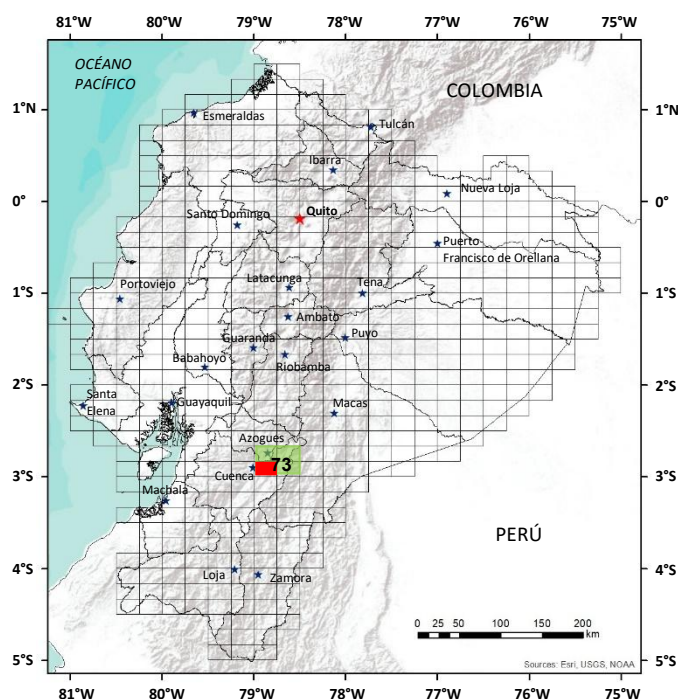 81°W 80°W 79°W 78°W 77°W 76°W 75°W
OCÉANO
PACÍFICO
COLOMBIA
1°N
1°N
Esmeraldas
Tulcán
Ibarra
Nueva Loja
0°
0°
Santo Domingo
Quito
Puerto
Francisco de Orellana
Portoviejo
Latacunga
Tena
1°S
1°S
Ambato
Guaranda
Puyo
Babahoyo
Riobamba
2°S
2°S
Santa
Elena
Guayaquil
Macas
Azogues
73
Cuenca
3°S
3°S
Machala
PERÚ
4°S
4°S
Loja
Zamora
0 25 50 100 150 200
km
Sources: Esri, USGS, NOAA
5°S
5°S
81°W 80°W 79°W 78°W 77°W 76°W 75°W